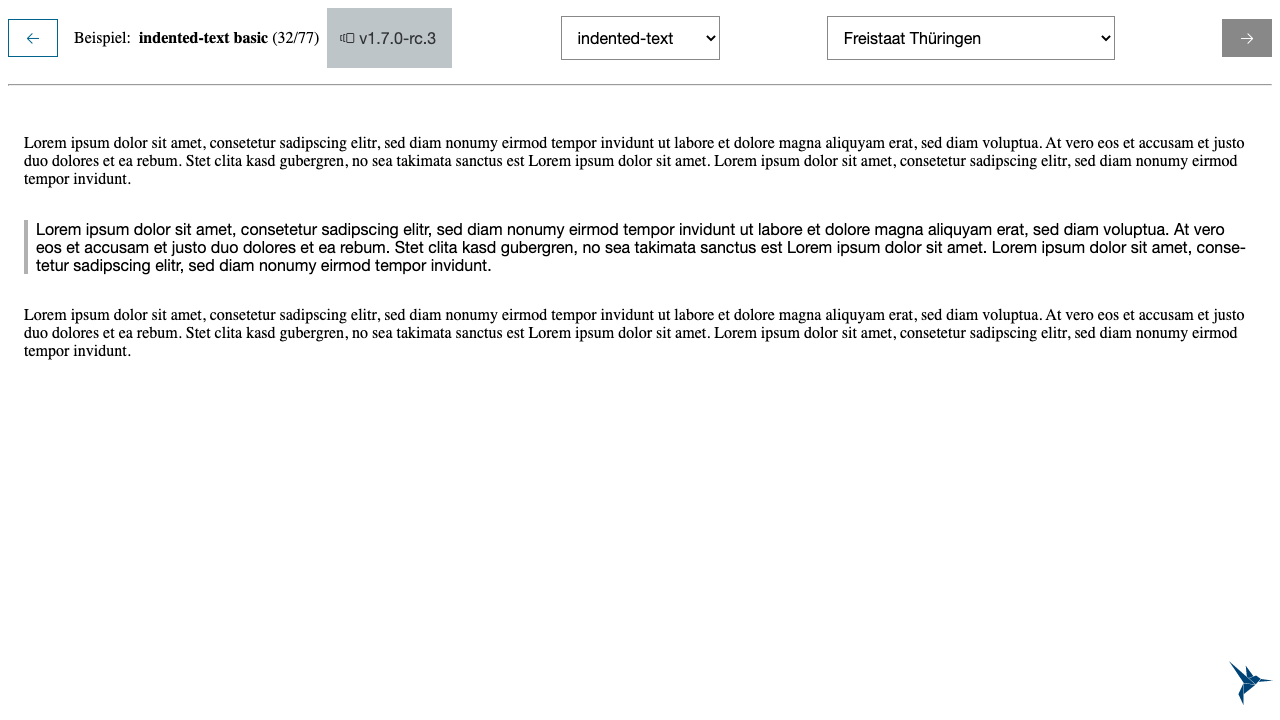 ← Beispiel: indented-text basic (32/77) v1.7.0-rc.3 indented-text Freistaat Thüringen →
Lorem ipsum dolor sit amet, consetetur sadipscing elitr, sed diam nonumy eirmod tempor invidunt ut labore et dolore magna aliquyam erat, sed diam voluptua. At vero eos et accusam et justo
duo dolores et ea rebum. Stet clita kasd gubergren, no sea takimata sanctus est Lorem ipsum dolor sit amet. Lorem ipsum dolor sit amet, consetetur sadipscing elitr, sed diam nonumy eirmod
tempor invidunt.
Lorem ipsum dolor sit amet, consetetur sadipscing elitr, sed diam nonumy eirmod tempor invidunt ut labore et dolore magna aliquyam erat, sed diam voluptua. At vero
eos et accusam et justo duo dolores et ea rebum. Stet clita kasd gubergren, no sea takimata sanctus est Lorem ipsum dolor sit amet. Lorem ipsum dolor sit amet, conse-
tetur sadipscing elitr, sed diam nonumy eirmod tempor invidunt.
Lorem ipsum dolor sit amet, consetetur sadipscing elitr, sed diam nonumy eirmod tempor invidunt ut labore et dolore magna aliquyam erat, sed diam voluptua. At vero eos et accusam et justo
duo dolores et ea rebum. Stet clita kasd gubergren, no sea takimata sanctus est Lorem ipsum dolor sit amet. Lorem ipsum dolor sit amet, consetetur sadipscing elitr, sed diam nonumy eirmod
tempor invidunt.